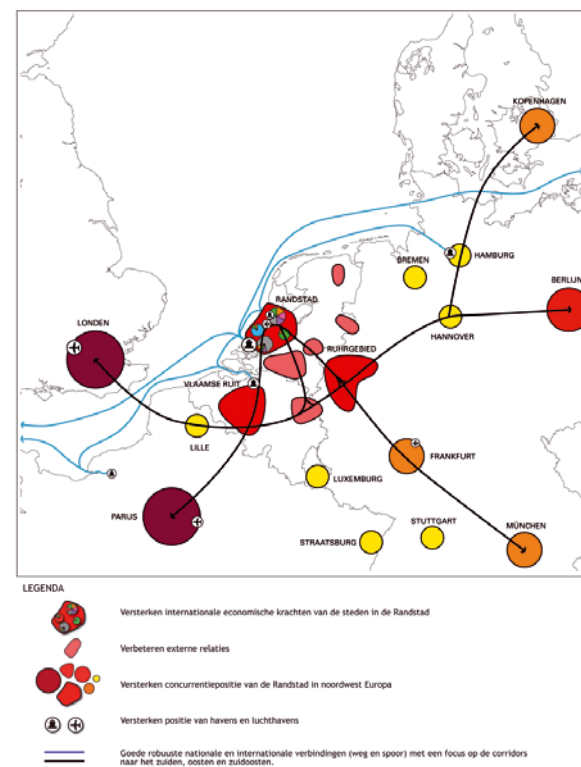 KOPENHAGEN
BREMEN
HAMBURG
BERLIJN
RANDSTAD
HANNOVER
LONDEN
RUHRGEBIED
VLAAMSE RUIT
LILLE
FRANKFURT
LUXEMBURG
PARIJS
STUTTGART
MÜNCHEN
STRAATSBURG
LEGENDA
Versterken internationale economische krachten van de steden in de Randstad
Verbeteren externe relaties
Versterken concurrentiepositie van de Randstad in noordwest Europa
Versterken positie van havens en luchthavens
Goede robuuste nationale en internationale verbindingen (weg en spoor) met een focus op de corridors
naar het zuiden, oosten en zuidoosten.